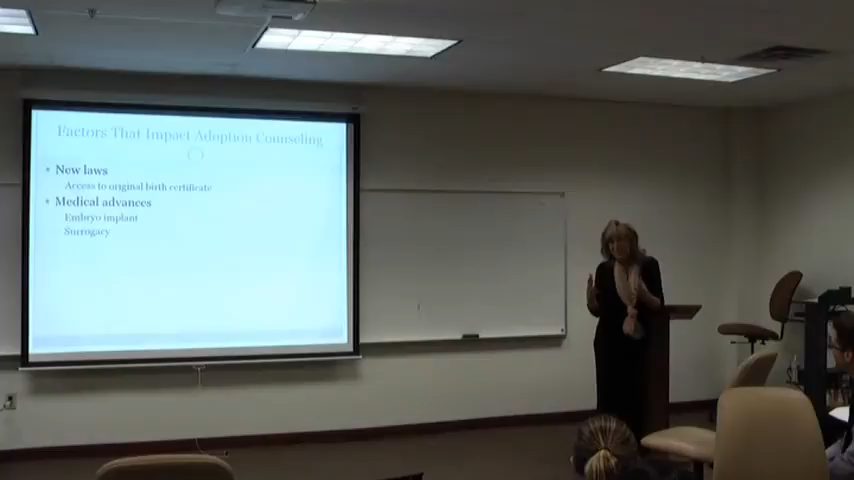 Factors That Impact Adoption Counseling
New laws
Access to original birth certificate
Medical advances
Embryo implant
Surrogacy